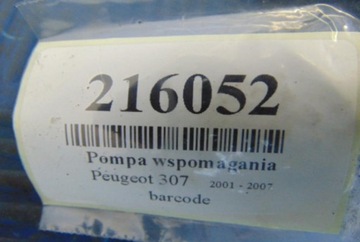 216052
Pompa wspomagania
Peugeot 307 2001 - 2007
barcode